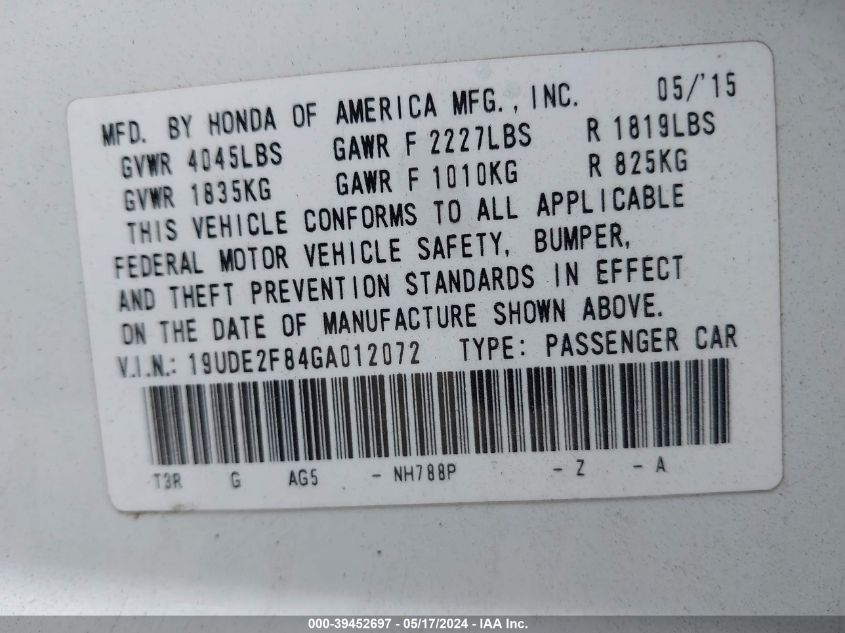 MFD. BY HONDA OF AMERICA MFG., INC. 05/'15
GVWR 4045LBS GAWR F 2227LBS R 1819LBS
GVWR 1835KG GAWR F 1010KG R 825KG
THIS VEHICLE CONFORMS TO ALL APPLICABLE
FEDERAL MOTOR VEHICLE SAFETY, BUMPER,
AND THEFT PREVENTION STANDARDS IN EFFECT
ON THE DATE OF MANUFACTURE SHOWN ABOVE.
V.I.N.: 19UDE2F84GA012072 TYPE: PASSENGER CAR
T3R G AG5 - NH788P - Z - A
000-39452697 - 05/17/2024 - IAA Inc.